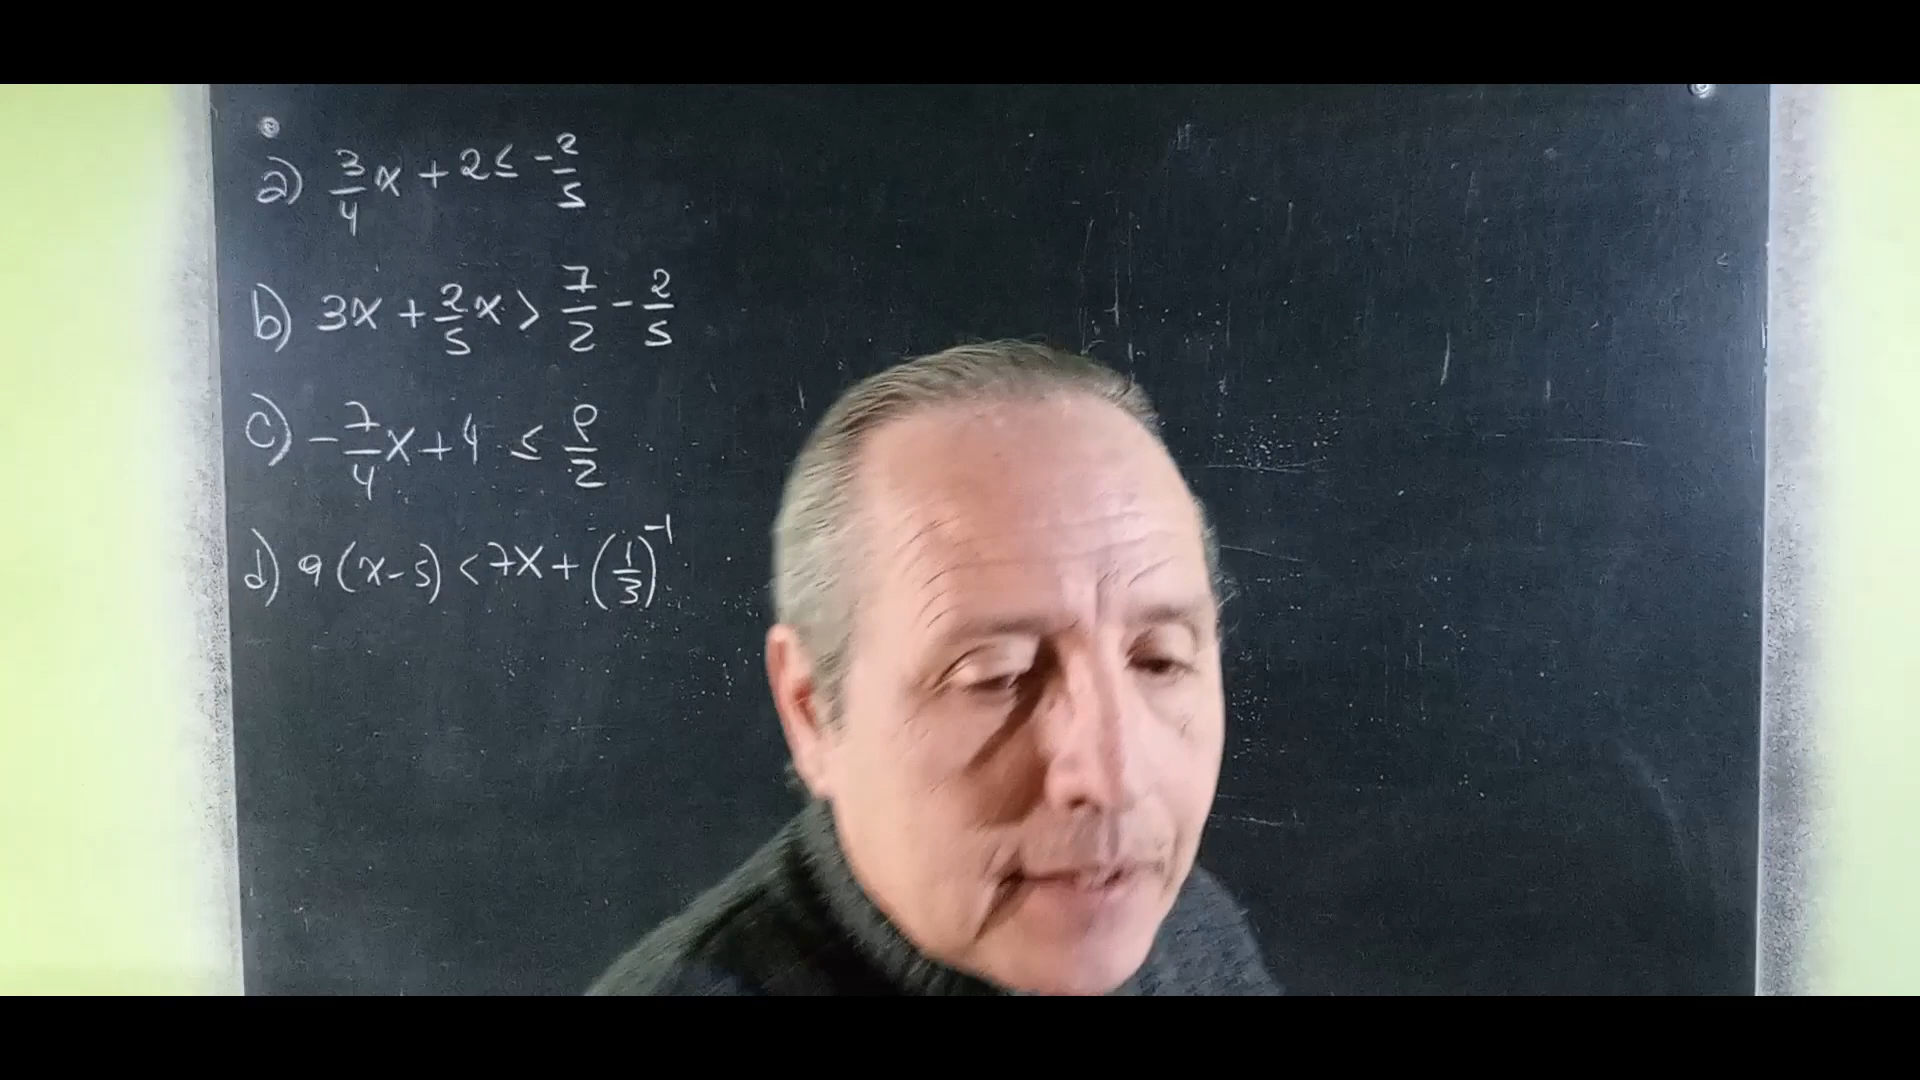 a) 3/4 x + 2 ≤ -2/5
b) 3x + 2/5 x > 7/2 - 2/5
c) -7/4 x + 4 ≤ 9/2
d) 9(x-5) < 7x + (1/3)^-1